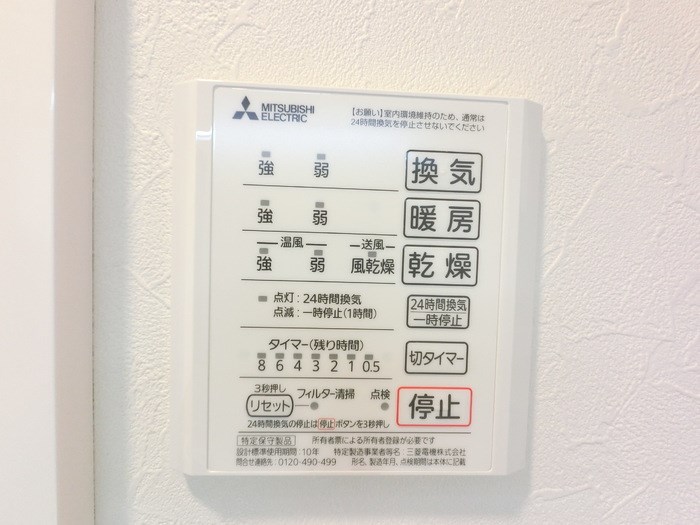 MITSUBISHI
ELECTRIC
【お願い】室内環境維持のため、通常は
24時間換気を停止させないでください
強 弱 換気
強 弱 暖房
温風 送風
強 弱 風乾燥 乾燥
点灯：24時間換気
点滅：一時停止(1時間)
24時間換気
一時停止
タイマー(残り時間)
8 6 4 3 2 1 0.5
切タイマー
3秒押し
リセット フィルター清掃 点検
停止
24時間換気の停止は停止ボタンを3秒押し
特定保守製品 所有者票による所有者登録が必要です
設計標準使用期間：10年 特定製造事業者等名：三菱電機株式会社
問合せ連絡先：0120-490-499 形名、製造年月、点検期間は本体に記載